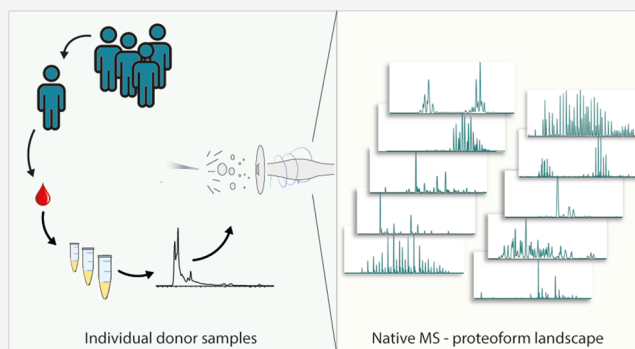 Individual donor samples
Native MS - proteoform landscape